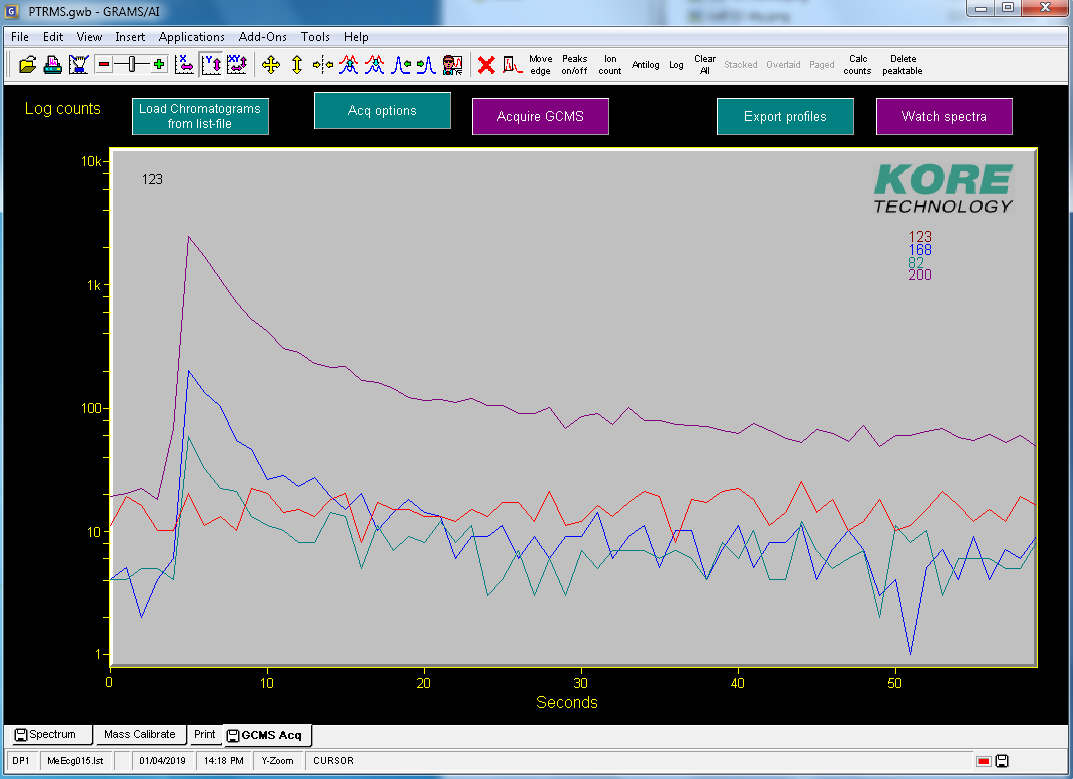 PTRMS.gwb - GRAMS/AI
File Edit View Insert Applications Add-Ons Tools Help
Move edge Peaks on/off Ion count Antilog Log Clear All Stacked Overlaid Paged Calc counts Delete peaktable
Log counts
Load Chromatograms
from list-file
Acq options
Acquire GCMS
Export profiles
Watch spectra
10k
1k
100
10
1
123
KORE
TECHNOLOGY
123
168
82
200
0 10 20 30 40 50
Seconds
Spectrum Mass Calibrate Print GCMS Acq
DP1 MeEcg015.lst 01/04/2019 14:18 PM Y-Zoom CURSOR